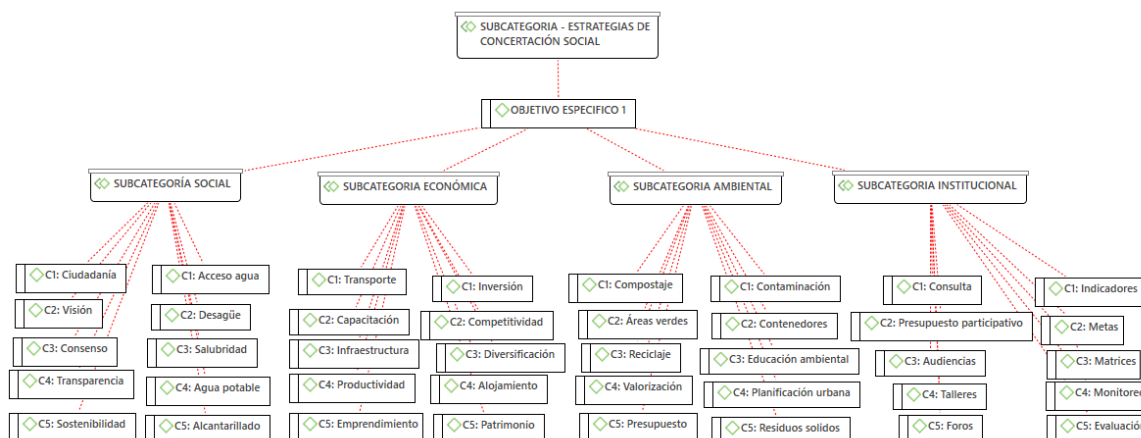 SUBCATEGORIA - ESTRATEGIAS DE
CONCERTACIÓN SOCIAL
OBJETIVO ESPECIFICO 1
SUBCATEGORÍA SOCIAL
SUBCATEGORIA ECONÓMICA
SUBCATEGORIA AMBIENTAL
SUBCATEGORIA INSTITUCIONAL
C1: Ciudadanía
C2: Visión
C3: Consenso
C4: Transparencia
C5: Sostenibilidad
C1: Acceso agua
C2: Desagüe
C3: Salubridad
C4: Agua potable
C5: Alcantarillado
C1: Transporte
C2: Capacitación
C3: Infraestructura
C4: Productividad
C5: Emprendimiento
C1: Inversión
C2: Competitividad
C3: Diversificación
C4: Alojamiento
C5: Patrimonio
C1: Compostaje
C2: Áreas verdes
C3: Reciclaje
C4: Valorización
C5: Presupuesto
C1: Contaminación
C2: Contenedores
C3: Educación ambiental
C4: Planificación urbana
C5: Residuos solidos
C1: Consulta
C2: Presupuesto participativo
C3: Audiencias
C4: Talleres
C5: Foros
C1: Indicadores
C2: Metas
C3: Matrices
C4: Monitoreo
C5: Evaluación